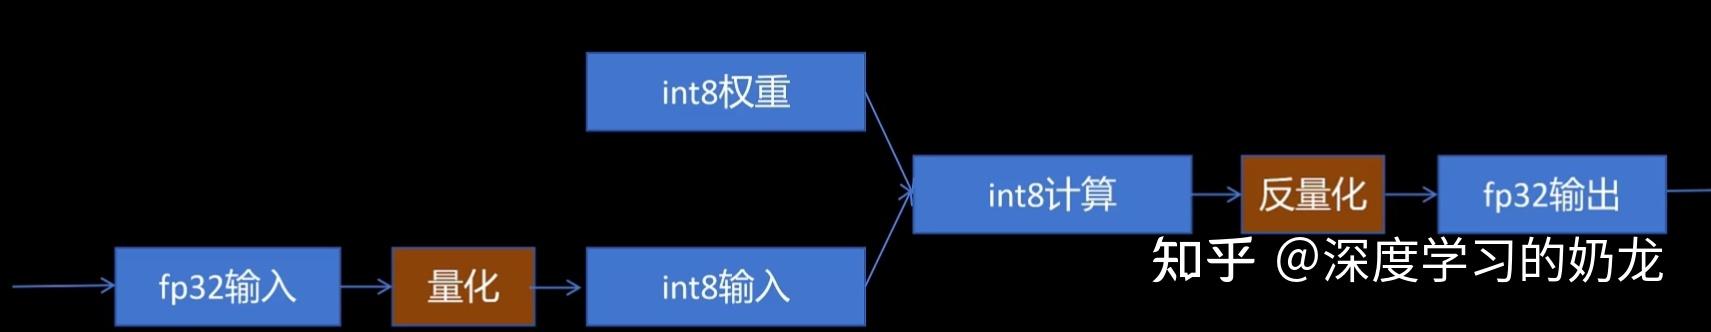 int8权重
int8计算
反量化
fp32输出
知乎 @深度学习的奶龙
fp32输入
量化
int8输入